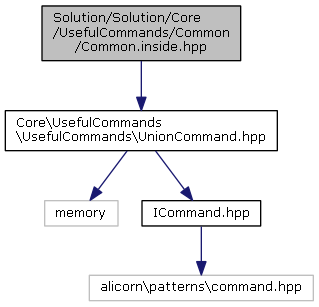 Solution/Solution/Core
/UsefulCommands/Common
/Common.inside.hpp
Core\UsefulCommands
\UsefulCommands\UnionCommand.hpp
memory
ICommand.hpp
alicorn\patterns\command.hpp